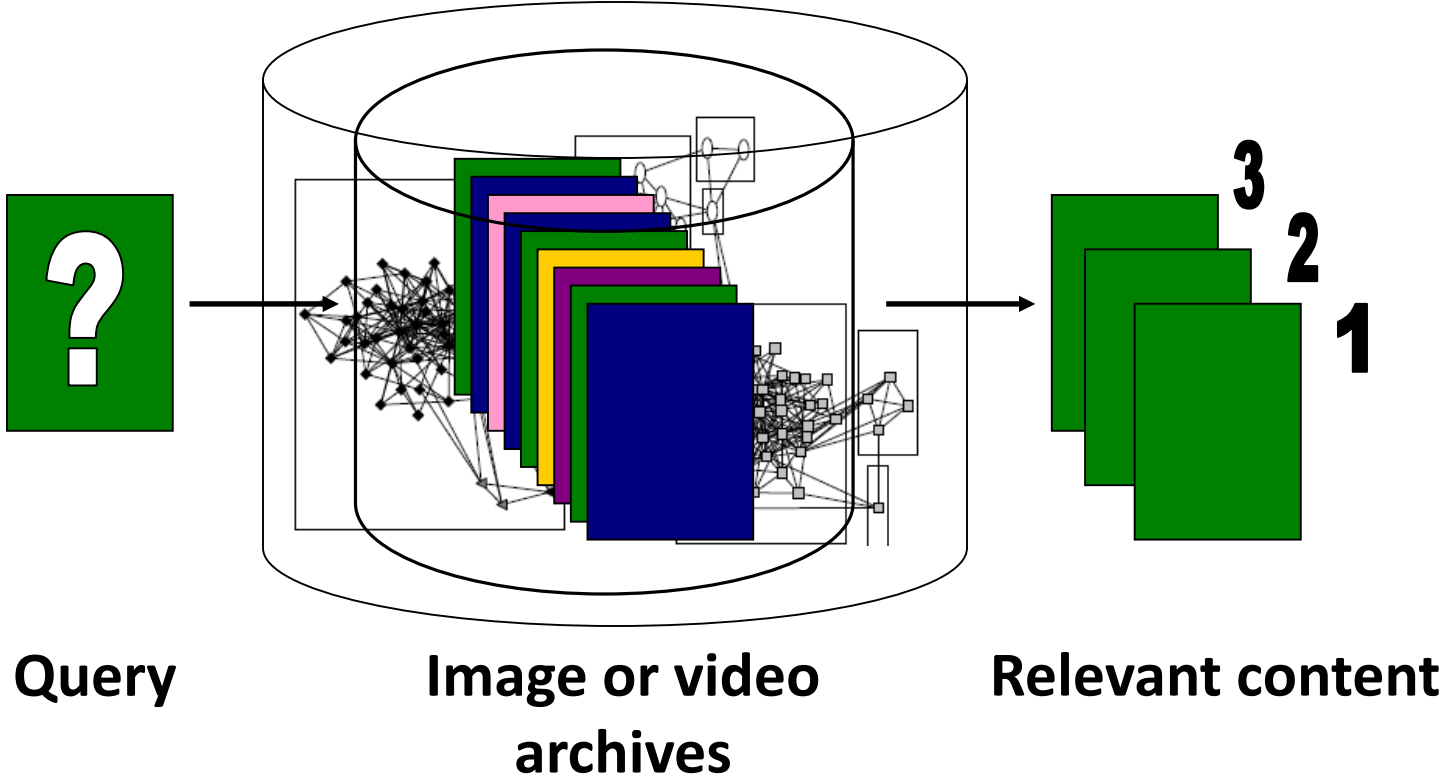 ?
3
2
1
Query
Image or video
archives
Relevant content